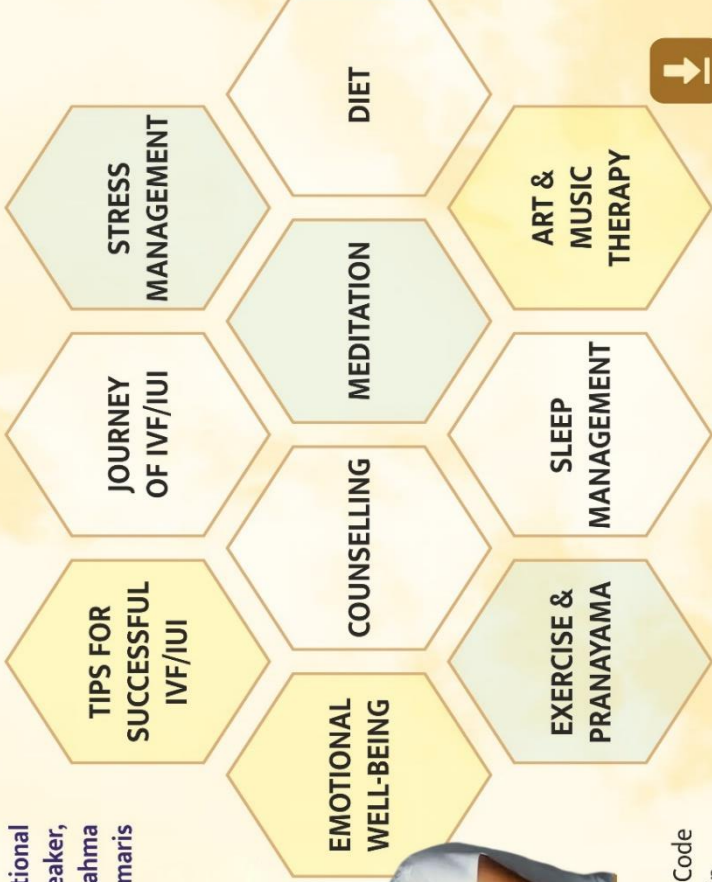 TIPS FOR
SUCCESSFUL
IVF/IUI
JOURNEY
OF IVF/IUI
STRESS
MANAGEMENT
EMOTIONAL
WELL-BEING
COUNSELLING
MEDITATION
DIET
EXERCISE &
PRANAYAMA
SLEEP
MANAGEMENT
ART &
MUSIC
THERAPY
Code